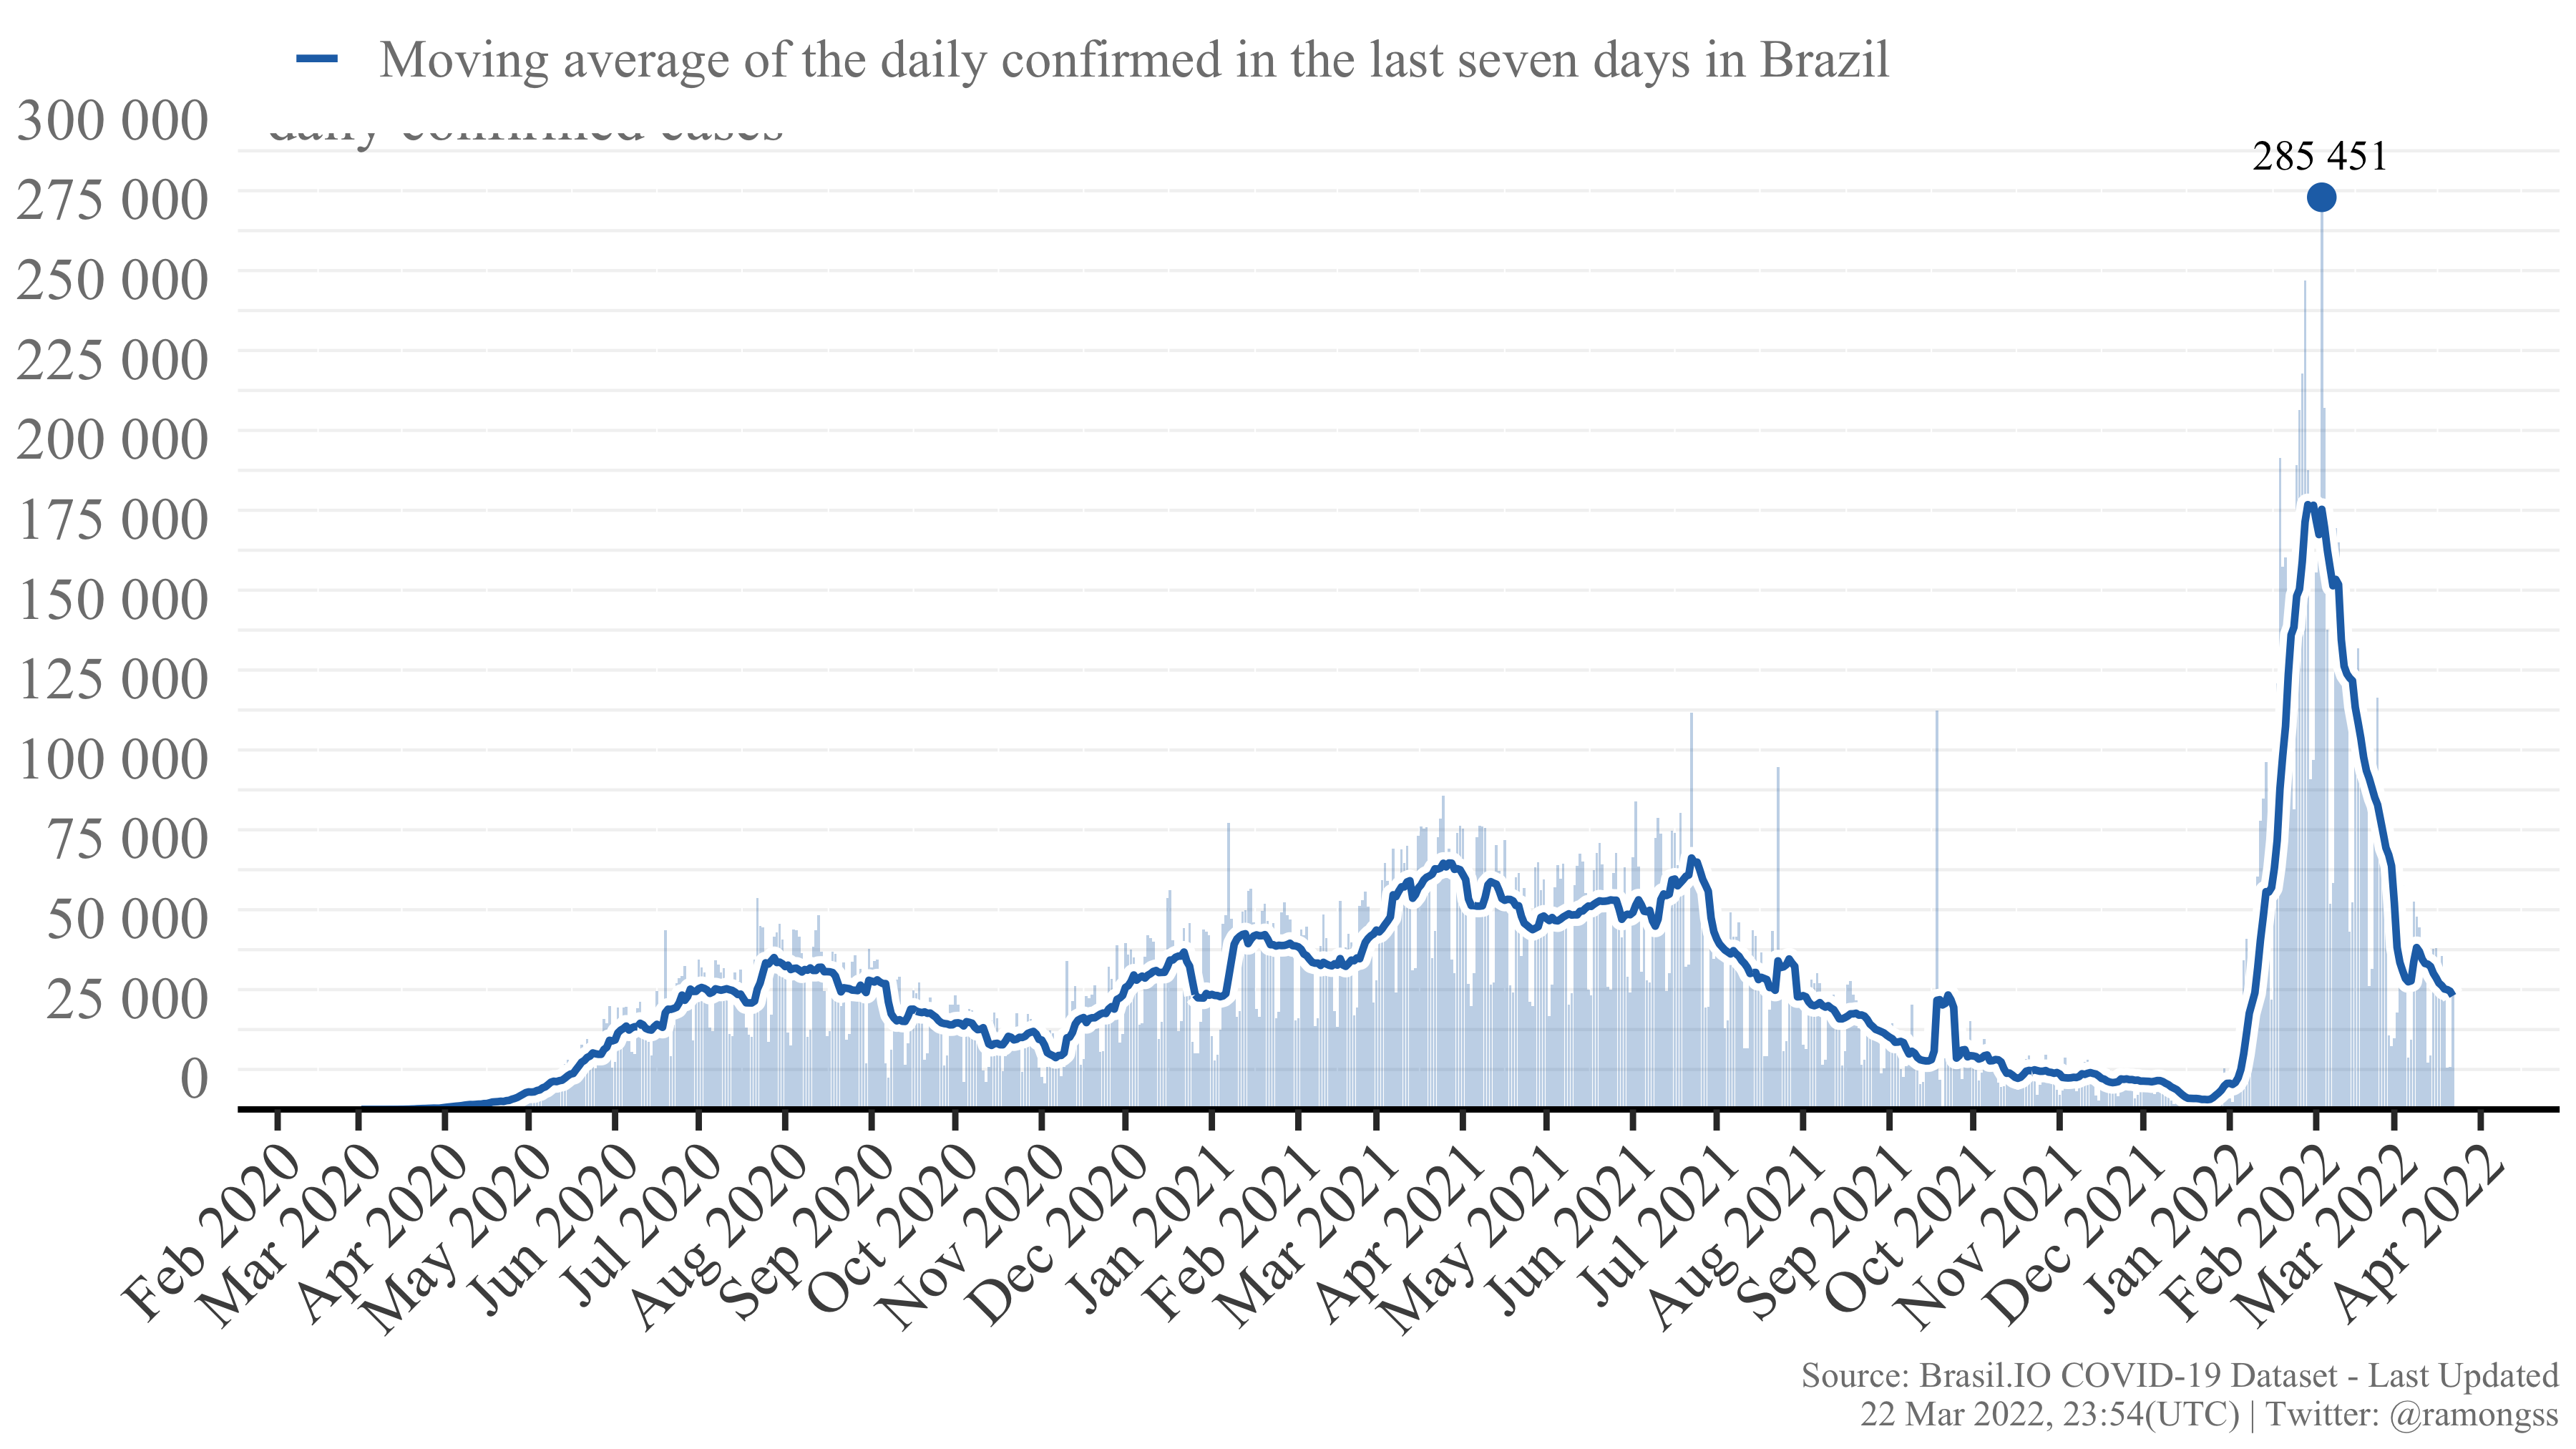 Moving average of the daily confirmed in the last seven days in Brazil
daily confirmed cases
300 000
275 000
250 000
225 000
200 000
175 000
150 000
125 000
100 000
75 000
50 000
25 000
0
285 451
Feb 2020
Mar 2020
Apr 2020
May 2020
Jun 2020
Jul 2020
Aug 2020
Sep 2020
Oct 2020
Nov 2020
Dec 2020
Jan 2021
Feb 2021
Mar 2021
Apr 2021
May 2021
Jun 2021
Jul 2021
Aug 2021
Sep 2021
Oct 2021
Nov 2021
Dec 2021
Jan 2022
Feb 2022
Mar 2022
Apr 2022
Source: Brasil.IO COVID-19 Dataset - Last Updated
22 Mar 2022, 23:54(UTC) | Twitter: @ramongss